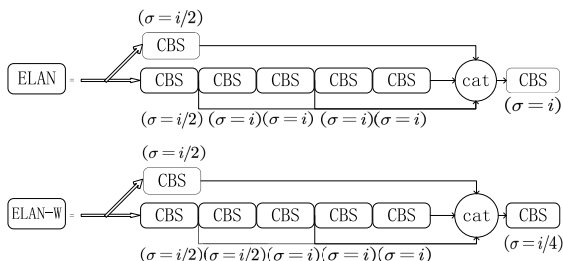 (σ=i/2)
CBS
ELAN = CBS CBS CBS CBS CBS cat CBS
(σ=i/2) (σ=i)(σ=i) (σ=i)(σ=i) (σ=i)
(σ=i/2)
CBS
ELAN-W = CBS CBS CBS CBS CBS cat CBS
(σ=i/2)(σ=i/2)(σ=i)(σ=i)(σ=i) (σ=i/4)